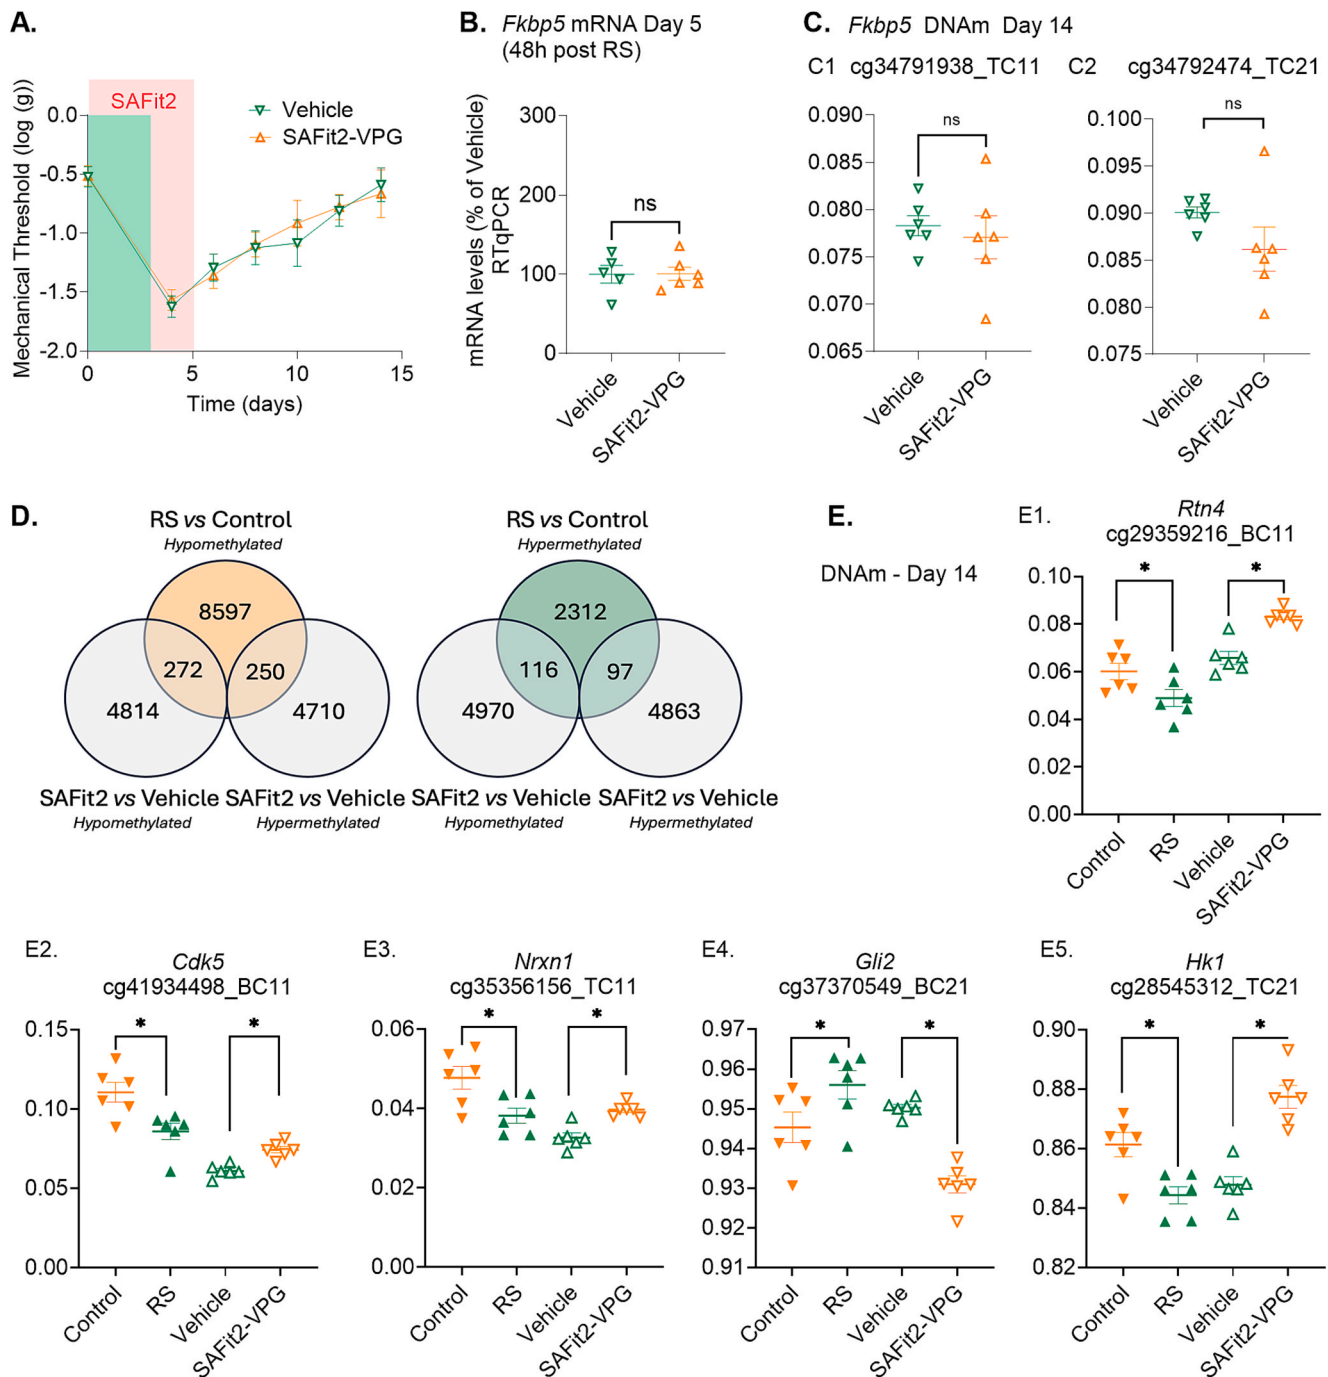 A.
SAFit2
Vehicle
SAFit2-VPG
Mechanical Threshold (log (g))
0.0
-0.5
-1.0
-1.5
-2.0
0
5
10
15
Time (days)
B.
Fkbp5 mRNA Day 5
(48h post RS)
mRNA levels (% of Vehicle)
RTqPCR
300
200
100
0
ns
Vehicle
SAFit2-VPG
C.
Fkbp5 DNAm Day 14
C1 cg34791938_TC11
0.090
0.085
0.080
0.075
0.070
0.065
ns
Vehicle
SAFit2-VPG
C2 cg34792474_TC21
0.100
0.095
0.090
0.085
0.080
0.075
ns
Vehicle
SAFit2-VPG
D.
RS vs Control
Hypomethylated
8597
272
250
4814
4710
SAFit2 vs Vehicle
Hypomethylated
SAFit2 vs Vehicle
Hypermethylated
RS vs Control
Hypermethylated
2312
116
97
4970
4863
SAFit2 vs Vehicle
Hypomethylated
SAFit2 vs Vehicle
Hypermethylated
E.
DNAm - Day 14
E1.
Rtn4
cg29359216_BC11
0.10
0.08
0.06
0.04
0.02
0.00
*
*
Control
RS
Vehicle
SAFit2-VPG
E2.
Cdk5
cg41934498_BC11
0.15
0.10
0.05
0.00
*
*
Control
RS
Vehicle
SAFit2-VPG
E3.
Nrxn1
cg35356156_TC11
0.06
0.04
0.02
0.00
*
*
Control
RS
Vehicle
SAFit2-VPG
E4.
Gli2
cg37370549_BC21
0.97
0.96
0.95
0.94
0.93
0.92
0.91
*
*
Control
RS
Vehicle
SAFit2-VPG
E5.
Hk1
cg28545312_TC21
0.90
0.88
0.86
0.84
0.82
*
*
Control
RS
Vehicle
SAFit2-VPG